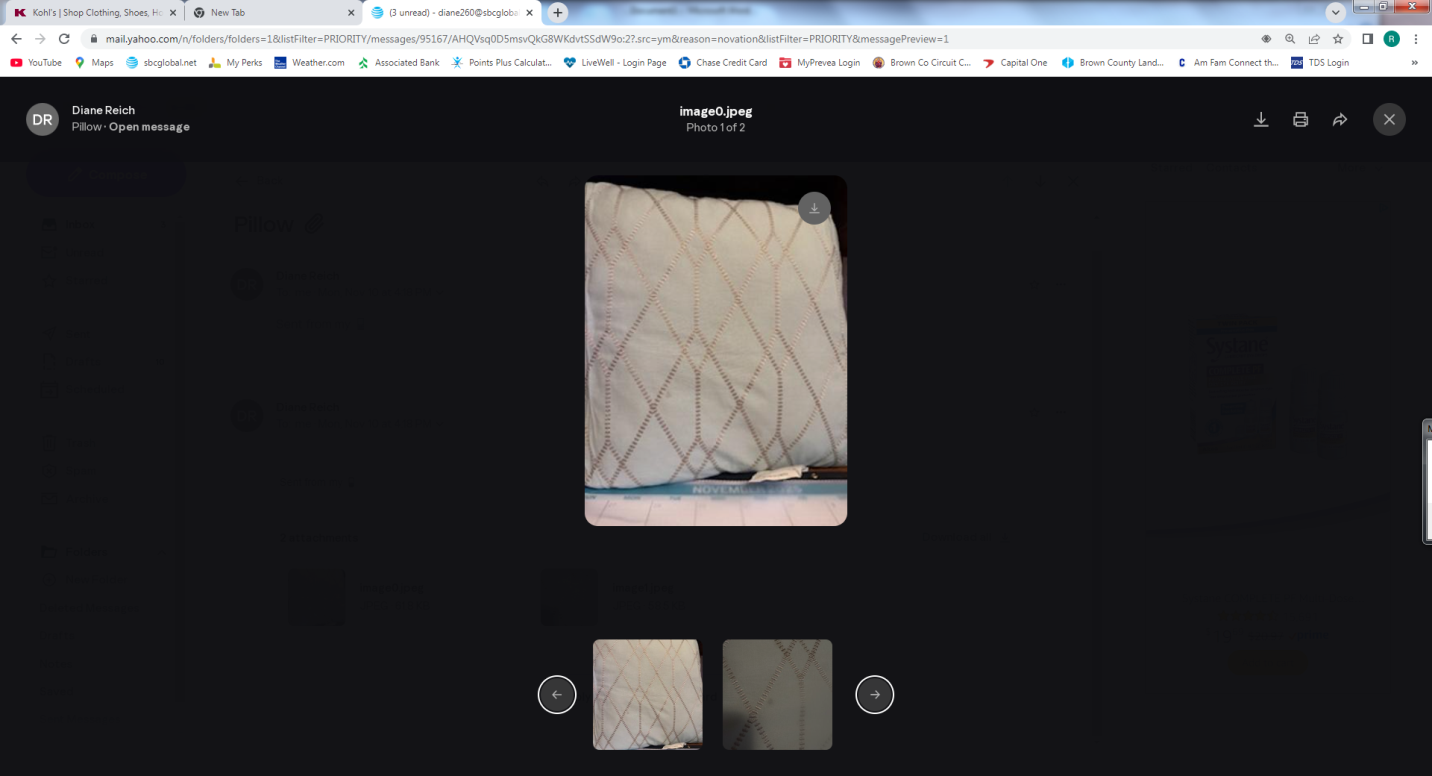 Kohl's | Shop Clothing, Shoes, Ho
New Tab
(3 unread) - diane260@sbcgloba
mail.yahoo.com/n/folders/folders=1&listFilter=PRIORITY/messages/95167/AHQVsq0D5msvQkG8WKdvtSSdW9o:2?.src=ym&reason=novation&listFilter=PRIORITY&messagePreview=1
R
YouTube
Maps
sbcglobal.net
My Perks
Weather.com
Associated Bank
Points Plus Calculat...
LiveWell - Login Page
Chase Credit Card
MyPrevea Login
Brown Co Circuit C...
Capital One
Brown County Land...
Am Fam Connect th...
TDS Login
»
DR
Diane Reich
Pillow · Open message
image0.jpeg
Photo 1 of 2
Pillow
Systane
NOVEMBER 2025